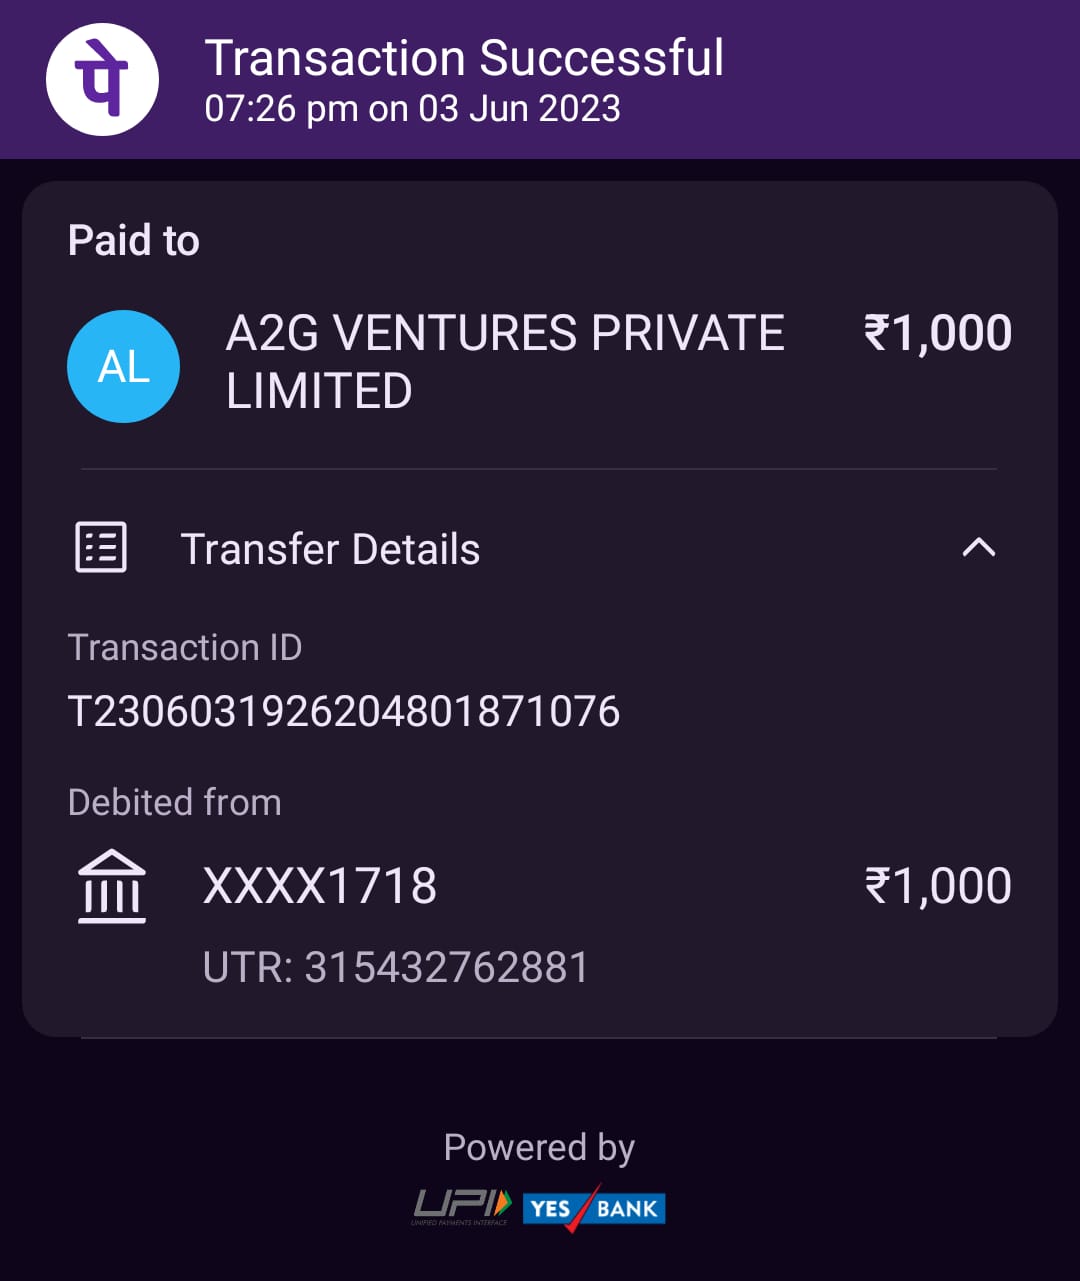 पे
Transaction Successful
07:26 pm on 03 Jun 2023
Paid to
AL
A2G VENTURES PRIVATE
LIMITED
₹1,000
Transfer Details
Transaction ID
T2306031926204801871076
Debited from
XXXX1718
₹1,000
UTR: 315432762881
Powered by
UPI
UNIFIED PAYMENTS INTERFACE
YES BANK